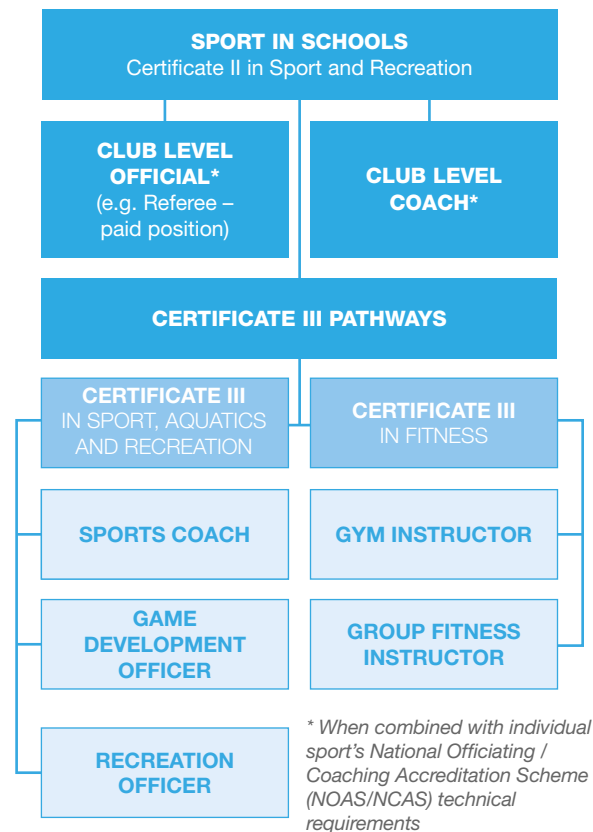 SPORT IN SCHOOLS
Certificate II in Sport and Recreation
CLUB LEVEL
OFFICIAL*
(e.g. Referee –
paid position)
CLUB LEVEL
COACH*
CERTIFICATE III PATHWAYS
CERTIFICATE III
IN SPORT, AQUATICS
AND RECREATION
CERTIFICATE III
IN FITNESS
SPORTS COACH
GYM INSTRUCTOR
GAME
DEVELOPMENT
OFFICER
GROUP FITNESS
INSTRUCTOR
RECREATION
OFFICER
* When combined with individual
sport's National Officiating /
Coaching Accreditation Scheme
(NOAS/NCAS) technical
requirements